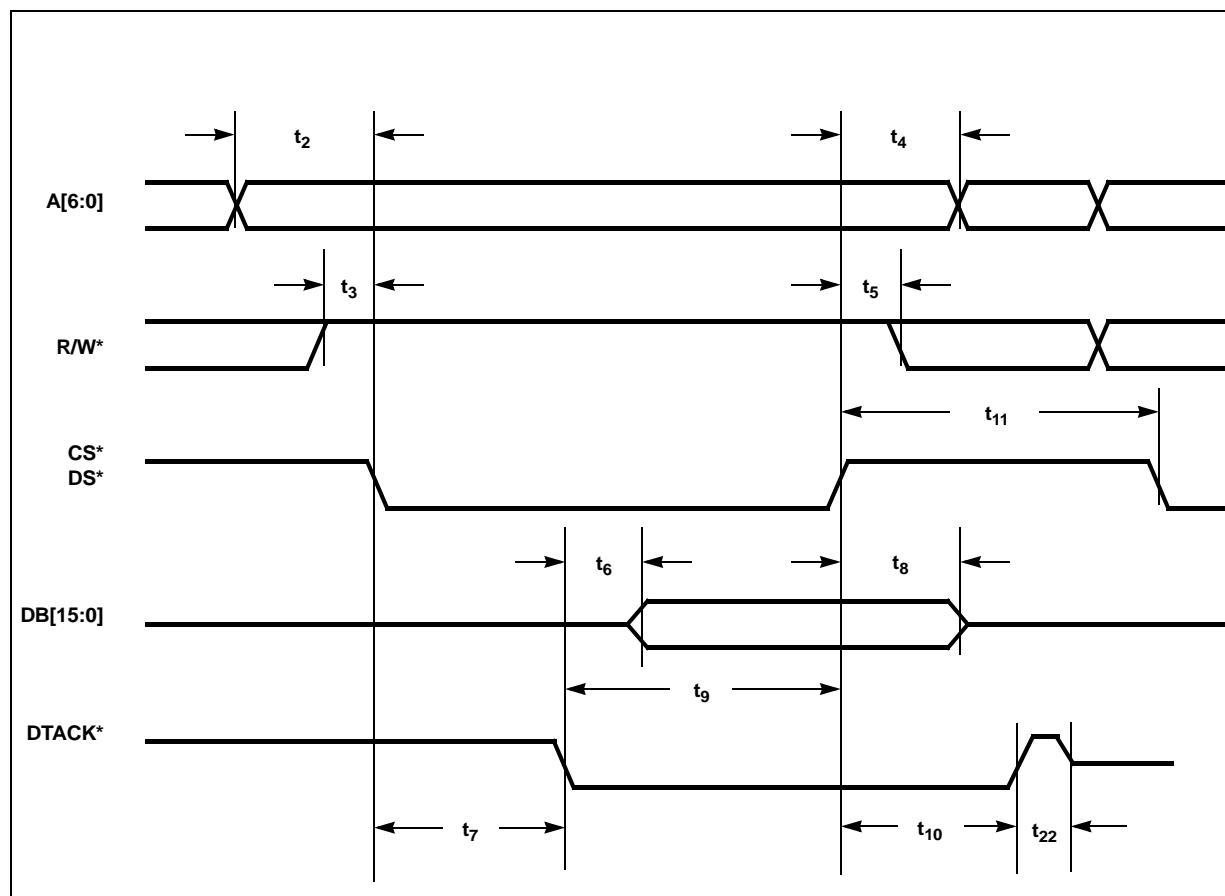 t2 t4
A[6:0]
t3 t5
R/W*
t11
CS*
DS*
t6 t8
DB[15:0]
t9
DTACK*
t7 t10 t22